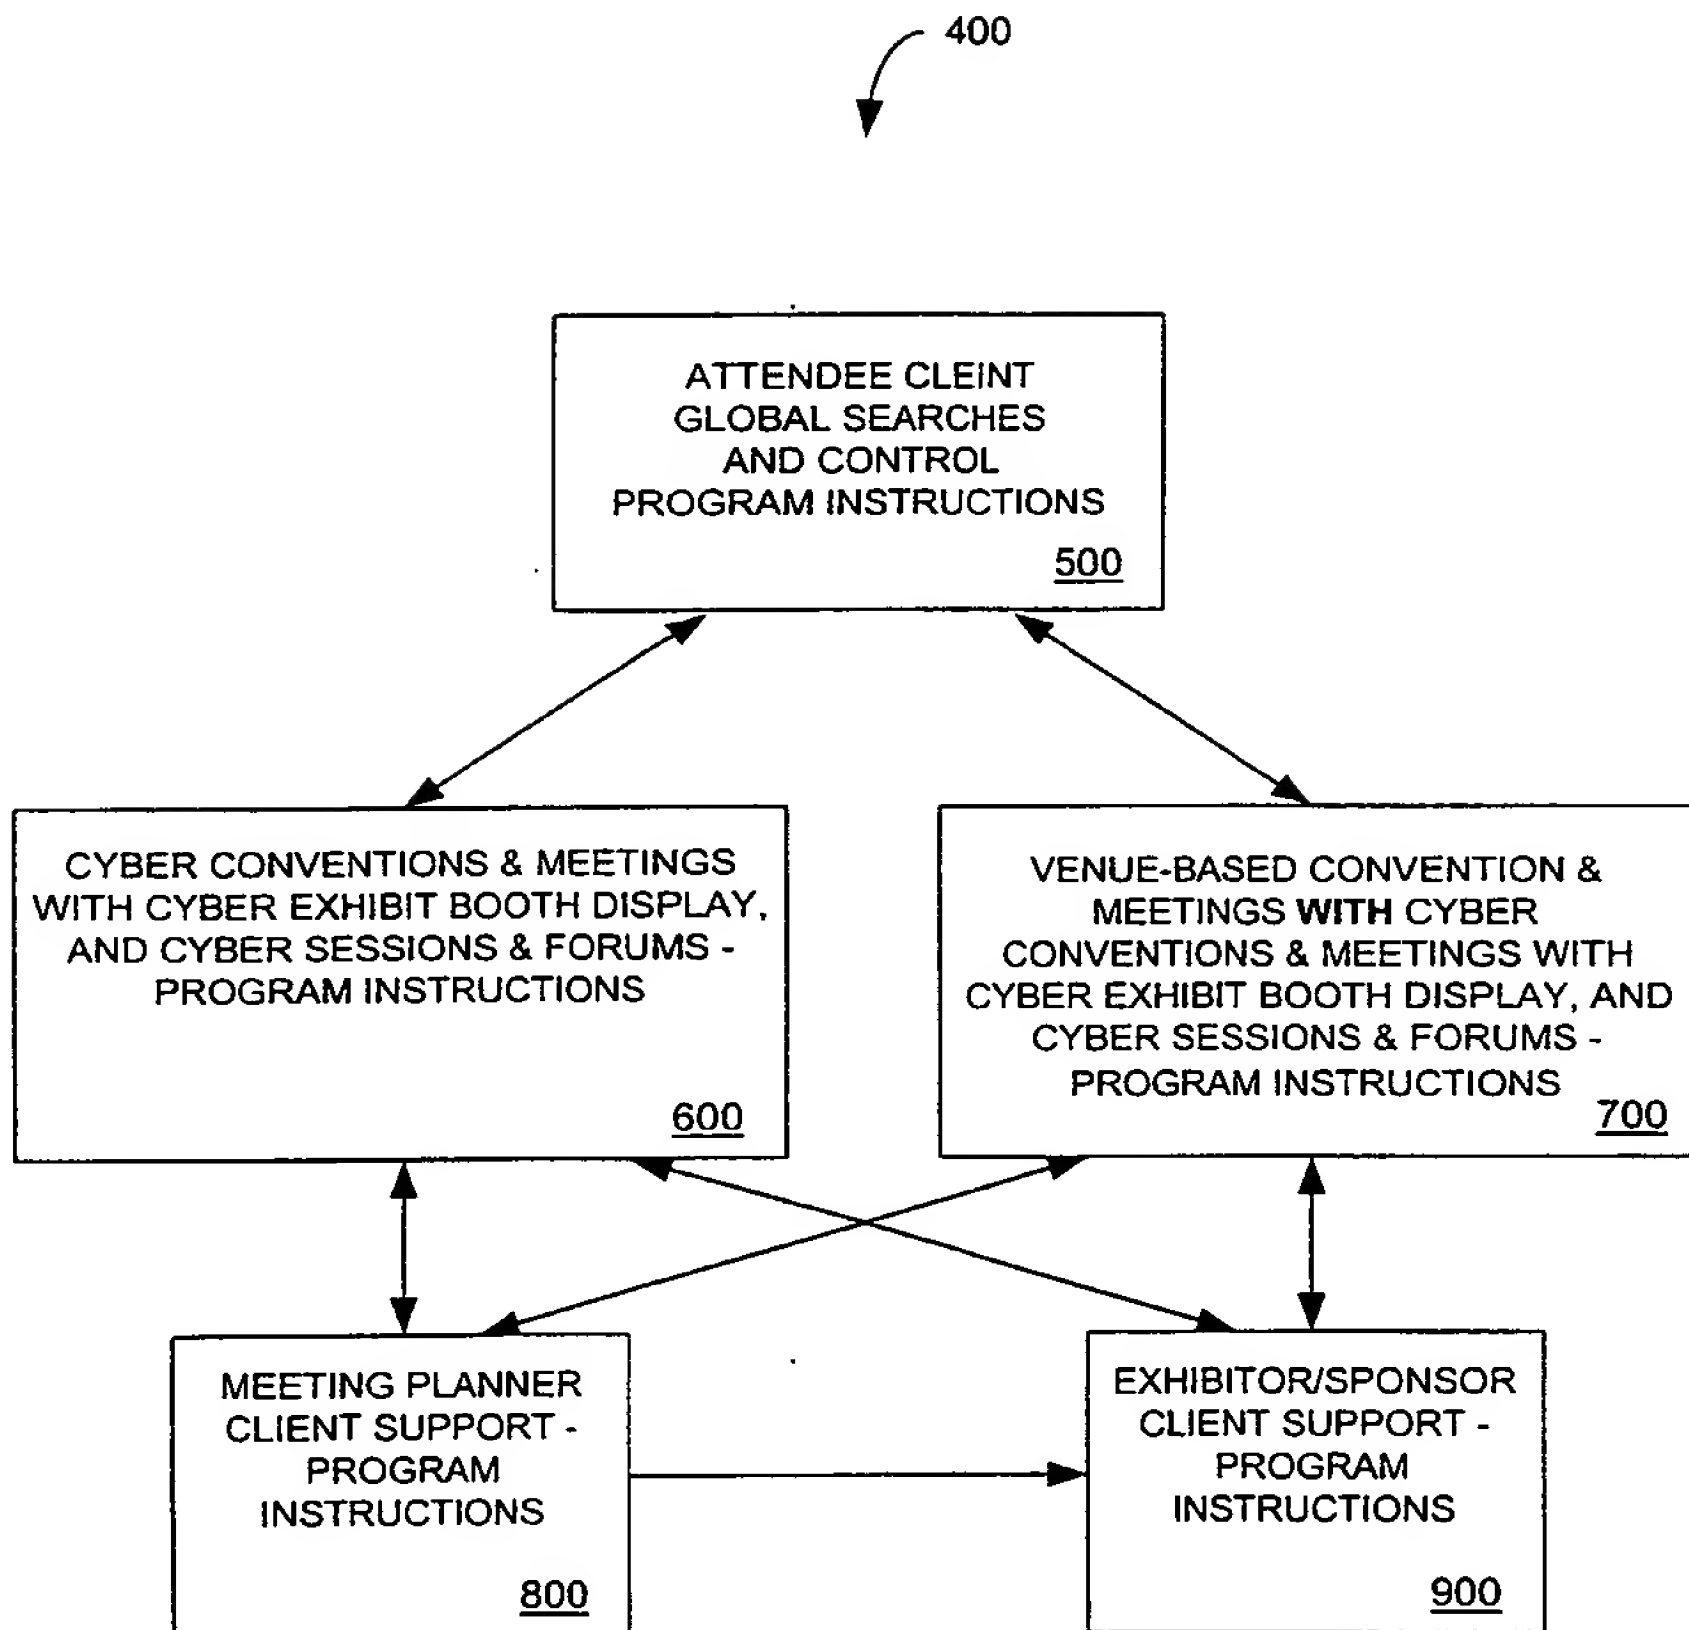 400
ATTENDEE CLEINT
GLOBAL SEARCHES
AND CONTROL
PROGRAM INSTRUCTIONS
500
CYBER CONVENTIONS & MEETINGS
WITH CYBER EXHIBIT BOOTH DISPLAY,
AND CYBER SESSIONS & FORUMS -
PROGRAM INSTRUCTIONS
600
VENUE-BASED CONVENTION &
MEETINGS WITH CYBER
CONVENTIONS & MEETINGS WITH
CYBER EXHIBIT BOOTH DISPLAY, AND
CYBER SESSIONS & FORUMS -
PROGRAM INSTRUCTIONS
700
MEETING PLANNER
CLIENT SUPPORT -
PROGRAM
INSTRUCTIONS
800
EXHIBITOR/SPONSOR
CLIENT SUPPORT -
PROGRAM
INSTRUCTIONS
900